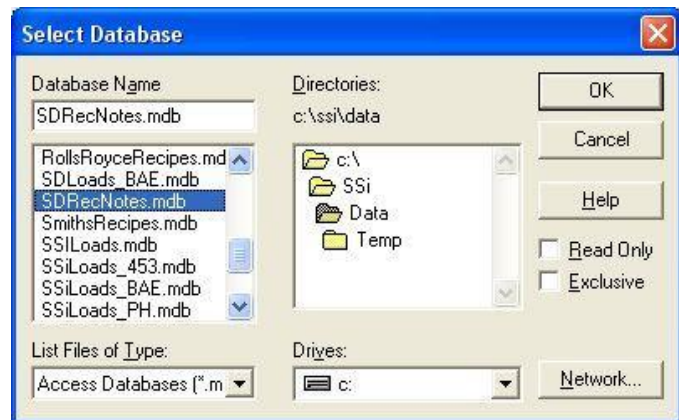 Select Database
Database Name
SDRecNotes.mdb
RollsRoyceRecipes.md
SDLoads_BAE.mdb
SDRecNotes.mdb
SmithsRecipes.mdb
SSILoads.mdb
SSiLoads_453.mdb
SSiLoads_BAE.mdb
SSiLoads_PH.mdb
List Files of Type:
Access Databases (*.m
Directories:
c:\ssi\data
c:\
SSi
Data
Temp
Drives:
c:
OK
Cancel
Help
Read Only
Exclusive
Network...